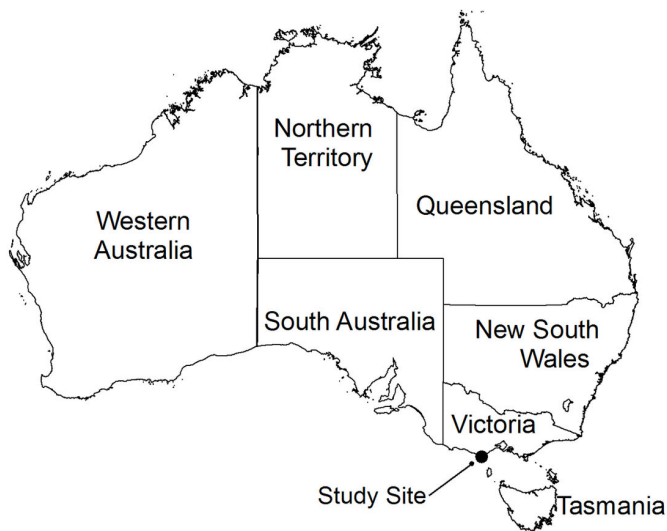 Northern
Territory
Queensland
Western
Australia
South Australia
New South
Wales
Victoria
Study Site
Tasmania